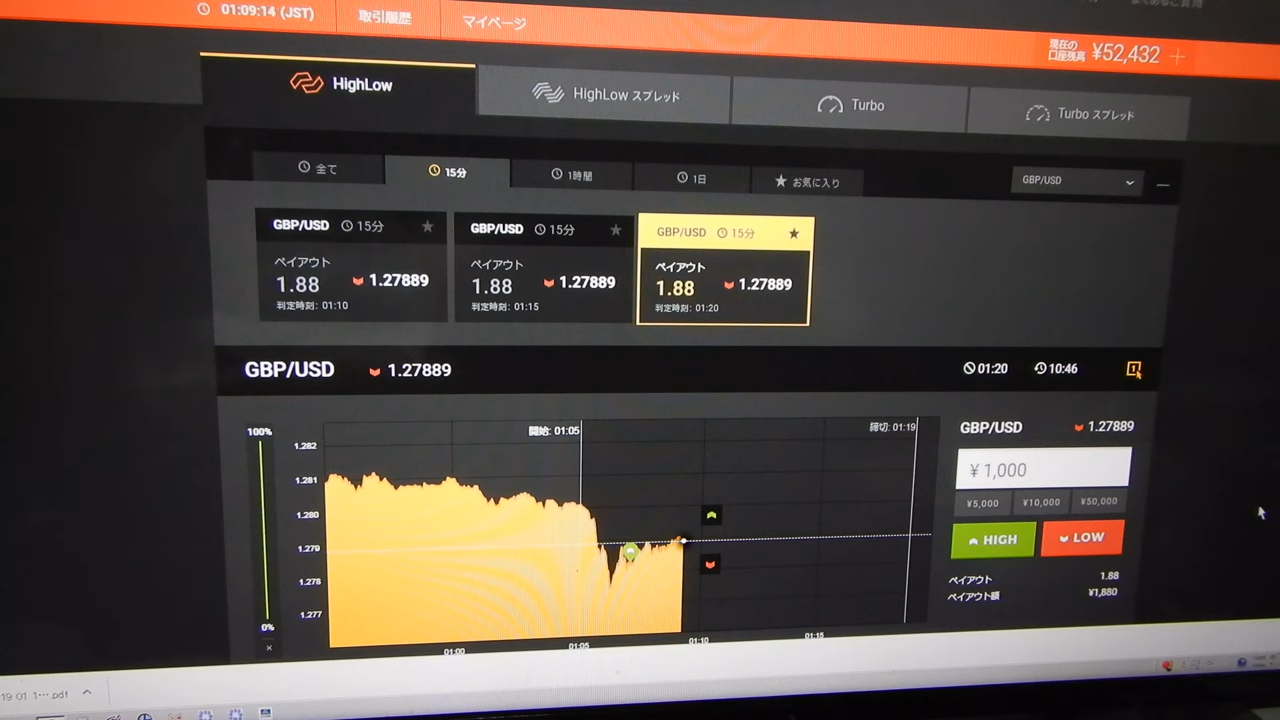 01:09:14 (JST) 取引履歴 マイページ
現在の
口座残高 ¥52,432
HighLow HighLow スプレッド Turbo Turbo スプレッド
全て 15分 1時間 1日 お気に入り GBP/USD
GBP/USD 15分 GBP/USD 15分 GBP/USD 15分
ペイアウト ペイアウト ペイアウト
1.88 1.27889 1.88 1.27889 1.88 1.27889
判定時刻: 01:10 判定時刻: 01:15 判定時刻: 01:20
GBP/USD 1.27889 01:20 10:46
100% 開始: 01:05 締切: 01:19 GBP/USD 1.27889
1.282
1.281 ¥1,000
1.280 ¥5,000 ¥10,000 ¥50,000
1.279 HIGH LOW
1.278 ペイアウト 1.88
1.277 ペイアウト額 ¥1,880
0%
01:00 01:05 01:10 01:15
19 01 1….pdf